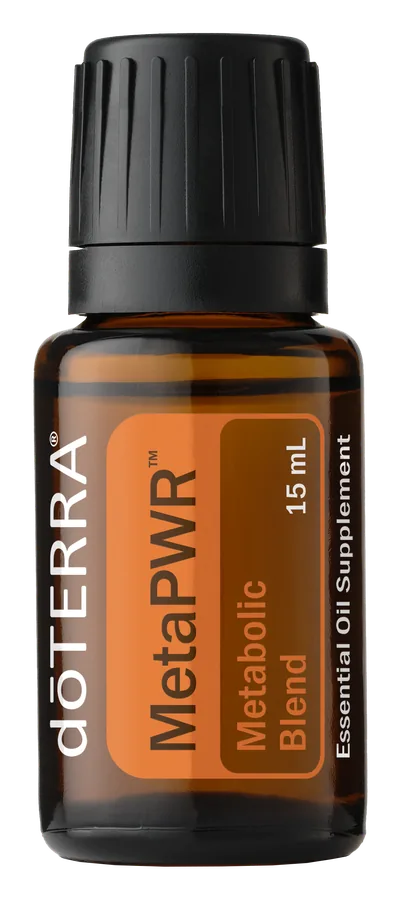 dōTERRA®
MetaPWR™
Metabolic
Blend
15 mL
Essential Oil Supplement